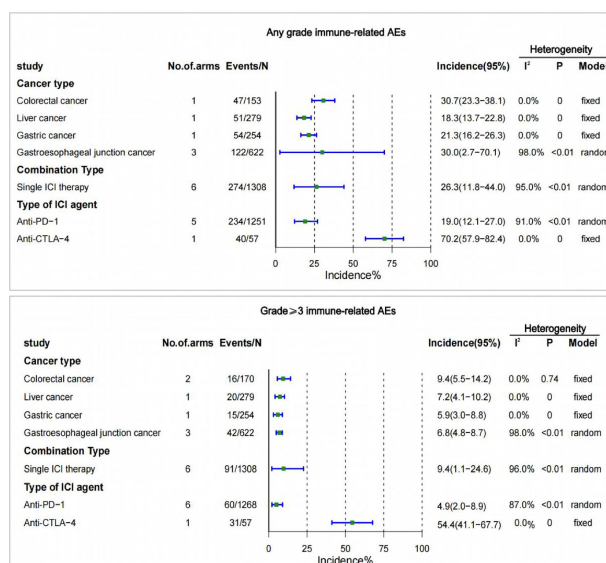 Any grade immune-related AEs
Heterogeneity
study No.of.arms Events/N Incidence(95%) I² P Model
Cancer type
Colorectal cancer 1 47/153 30.7(23.3−38.1) 0.0% 0 fixed
Liver cancer 1 51/279 18.3(13.7−22.8) 0.0% 0 fixed
Gastric cancer 1 54/254 21.3(16.2−26.3) 0.0% 0 fixed
Gastroesophageal junction cancer 3 122/622 30.0(2.7−70.1) 98.0% <0.01 random
Combination Type
Single ICI therapy 6 274/1308 26.3(11.8−44.0) 95.0% <0.01 random
Type of ICI agent
Anti-PD-1 5 234/1251 19.0(12.1−27.0) 91.0% <0.01 random
Anti-CTLA-4 1 40/57 70.2(57.9−82.4) 0.0% 0 fixed
0 25 50 75 100
Incidence%
Grade≥3 immune-related AEs
Heterogeneity
study No.of.arms Events/N Incidence(95%) I² P Model
Cancer type
Colorectal cancer 2 16/170 9.4(5.5−14.2) 0.0% 0.74 fixed
Liver cancer 1 20/279 7.2(4.1−10.2) 0.0% 0 fixed
Gastric cancer 1 15/254 5.9(3.0−8.8) 0.0% 0 fixed
Gastroesophageal junction cancer 3 42/622 6.8(4.8−8.7) 98.0% <0.01 random
Combination Type
Single ICI therapy 6 91/1308 9.4(1.1−24.6) 96.0% <0.01 random
Type of ICI agent
Anti-PD-1 6 60/1268 4.9(2.0−8.9) 87.0% <0.01 random
Anti-CTLA-4 1 31/57 54.4(41.1−67.7) 0.0% 0 fixed
0 25 50 75 100
Incidence%